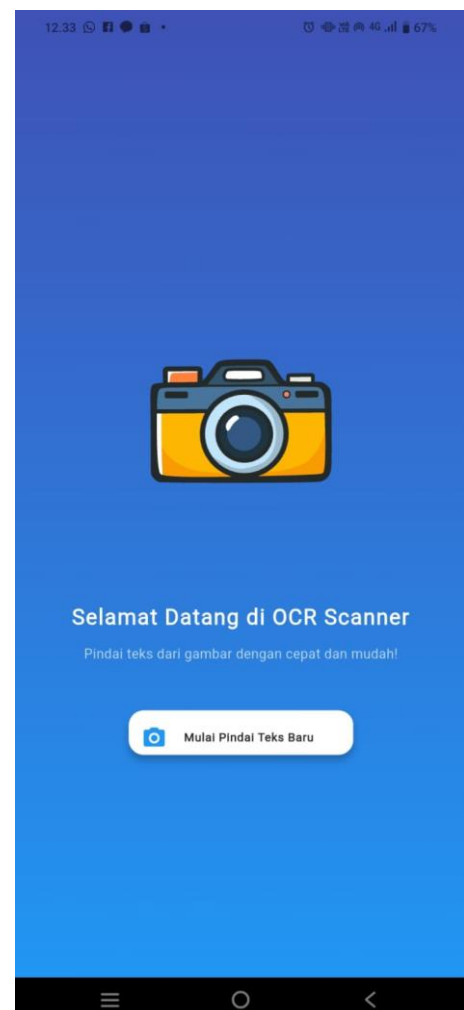 12.33 4G 67%
Selamat Datang di OCR Scanner
Pindai teks dari gambar dengan cepat dan mudah!
Mulai Pindai Teks Baru